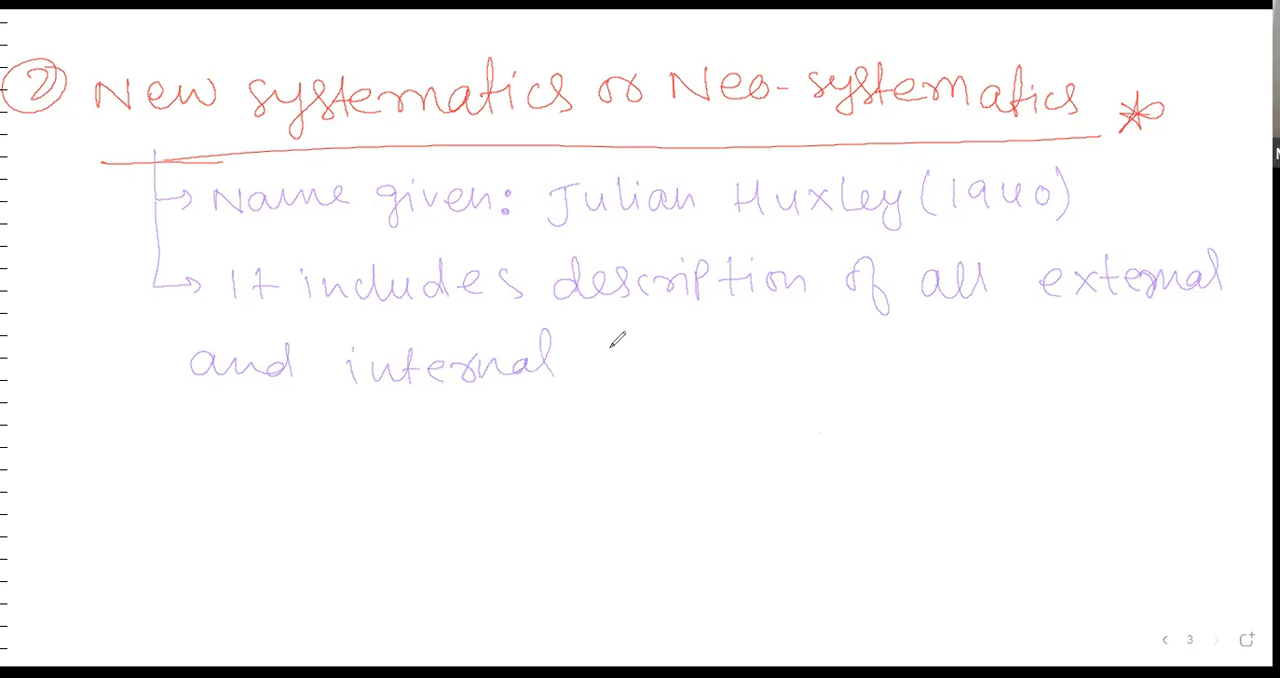 ② New systematics or Neo-systematics *
→ Name given: Julian Huxley (1940)
→ It includes description of all external
and internal
3